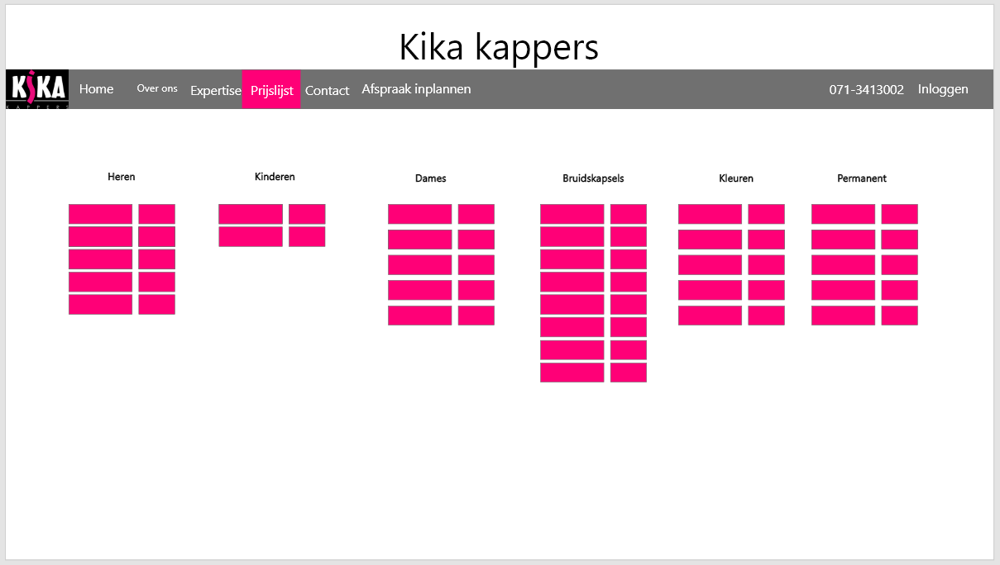 Kika kappers
KIKA
KAPPERS
Home Over ons Expertise Prijslijst Contact Afspraak inplannen 071-3413002 Inloggen
Heren Kinderen Dames Bruidskapsels Kleuren Permanent